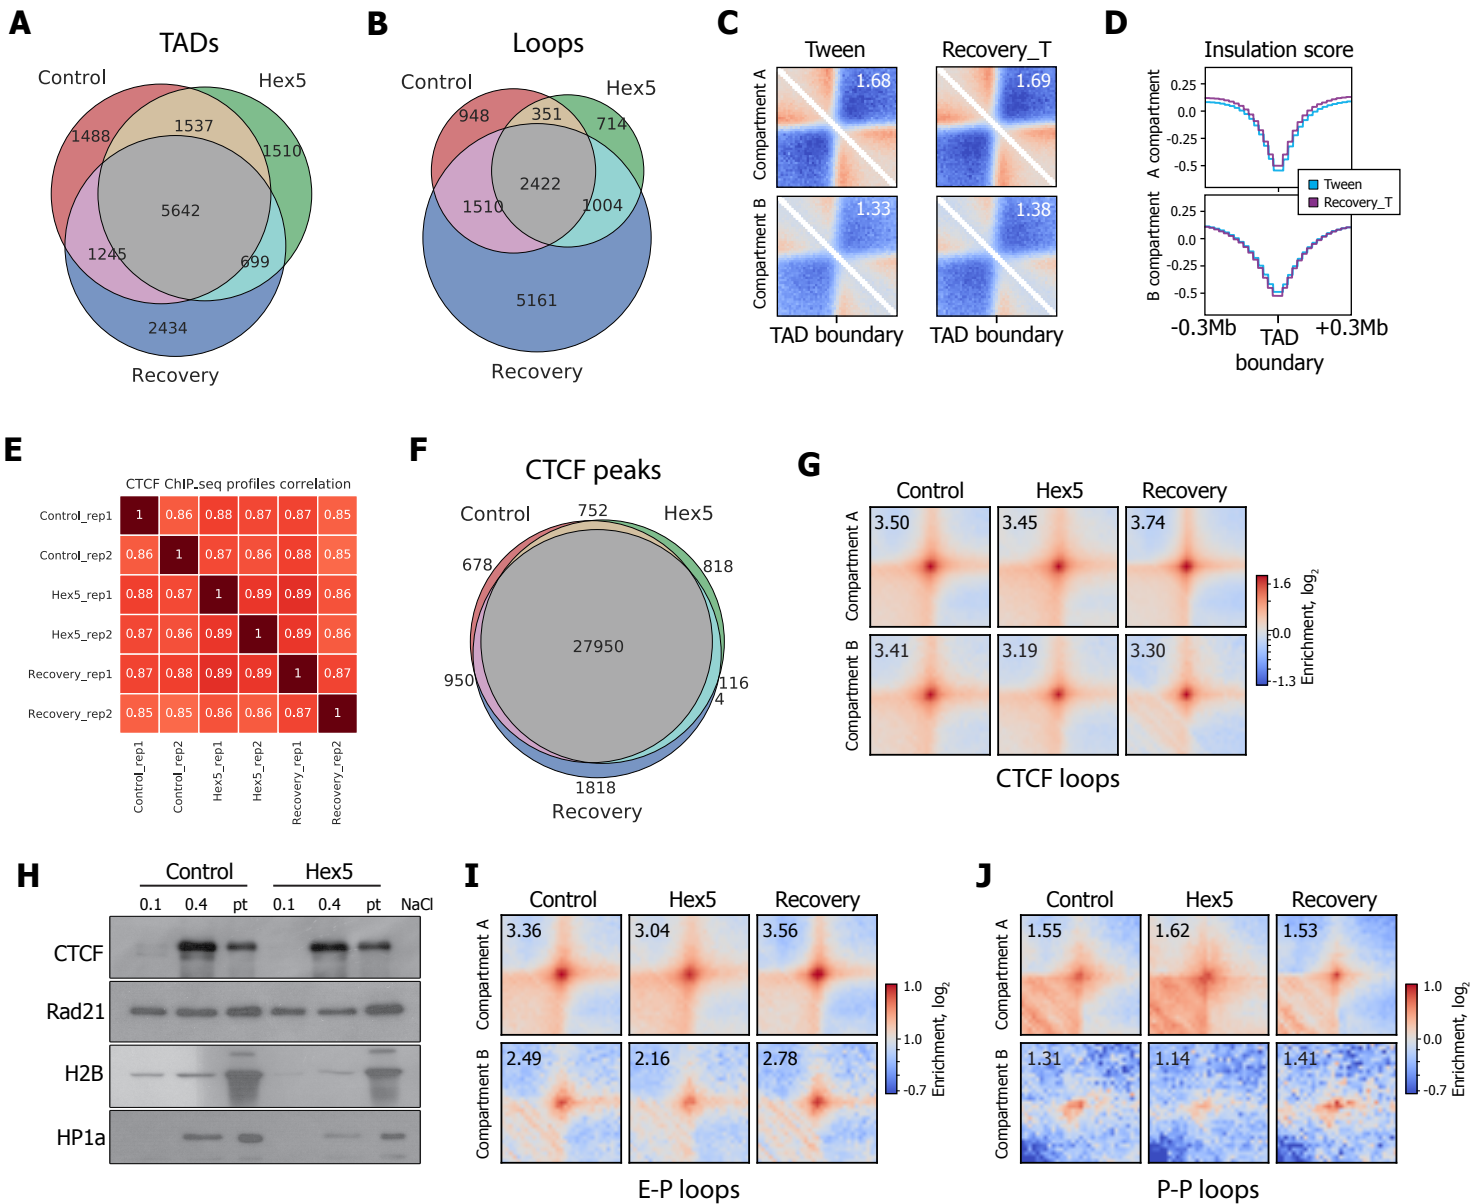 A
TADs
Control
Hex5
1488
1537
1510
5642
1245
699
2434
Recovery
B
Loops
Control
Hex5
948
351
714
2422
1510
1004
5161
Recovery
C
Tween
Recovery_T
Compartment A
1.68
1.69
Compartment B
1.33
1.38
TAD boundary
TAD boundary
D
Insulation score
A compartment
0.25
0.0
-0.25
-0.5
Tween
Recovery_T
B compartment
0.25
0.0
-0.25
-0.5
-0.3Mb
TAD
boundary
+0.3Mb
E
CTCF ChIP-seq profiles correlation
Control_rep1
1 0.86 0.88 0.87 0.87 0.85
Control_rep2
0.86 1 0.87 0.86 0.88 0.85
Hex5_rep1
0.88 0.87 1 0.89 0.89 0.86
Hex5_rep2
0.87 0.86 0.89 1 0.89 0.86
Recovery_rep1
0.87 0.88 0.89 0.89 1 0.87
Recovery_rep2
0.85 0.85 0.86 0.86 0.87 1
Control_rep1
Control_rep2
Hex5_rep1
Hex5_rep2
Recovery_rep1
Recovery_rep2
F
CTCF peaks
Control
752
Hex5
678
818
27950
950
116
4
1818
Recovery
G
Control
Hex5
Recovery
Compartment A
3.50
3.45
3.74
Compartment B
3.41
3.19
3.30
1.6
0.0
-1.3
Enrichment, log2
CTCF loops
H
Control
Hex5
0.1 0.4 pt 0.1 0.4 pt NaCl
CTCF
Rad21
H2B
HP1a
I
Control
Hex5
Recovery
Compartment A
3.36
3.04
3.56
Compartment B
2.49
2.16
2.78
1.0
1.0
-0.7
Enrichment, log2
E-P loops
J
Control
Hex5
Recovery
Compartment A
1.55
1.62
1.53
Compartment B
1.31
1.14
1.41
1.0
0.0
-0.7
Enrichment, log2
P-P loops